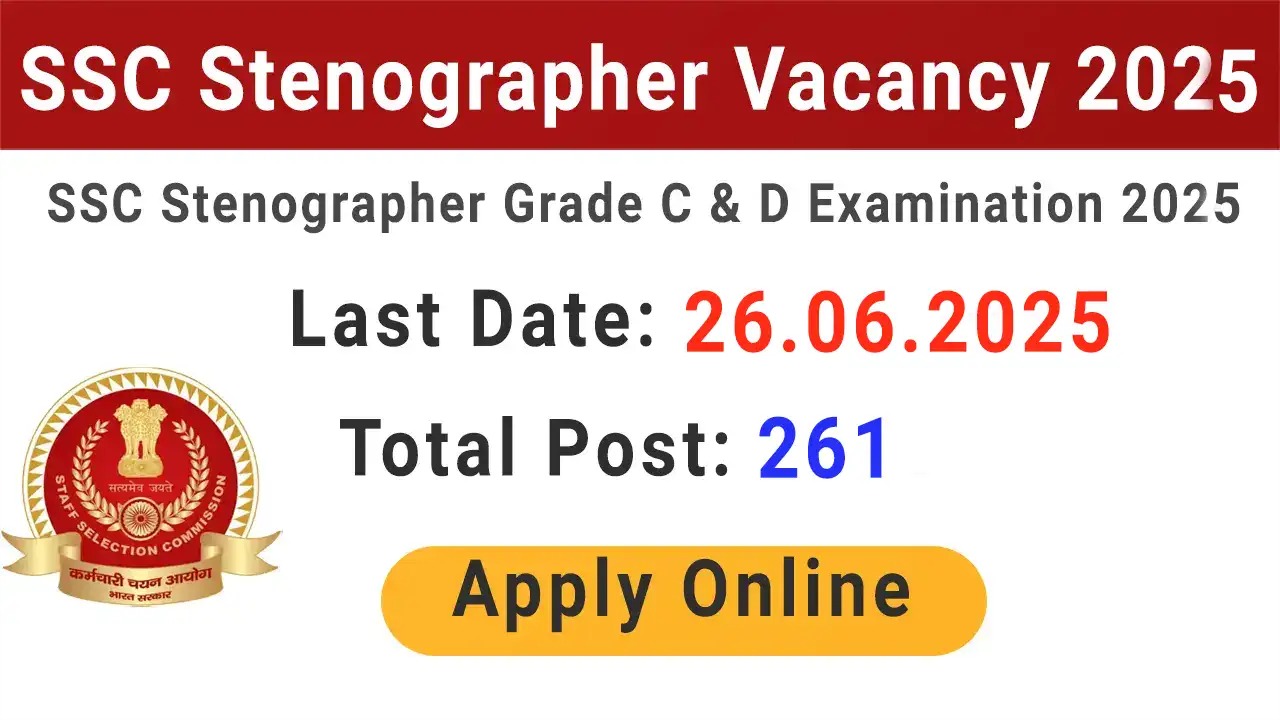 SSC Stenographer Vacancy 2025
SSC Stenographer Grade C & D Examination 2025
Last Date: 26.06.2025
Total Post: 261
सत्यमेव जयते
STAFF SELECTION COMMISSION
कर्मचारी चयन आयोग
भारत सरकार
Apply Online